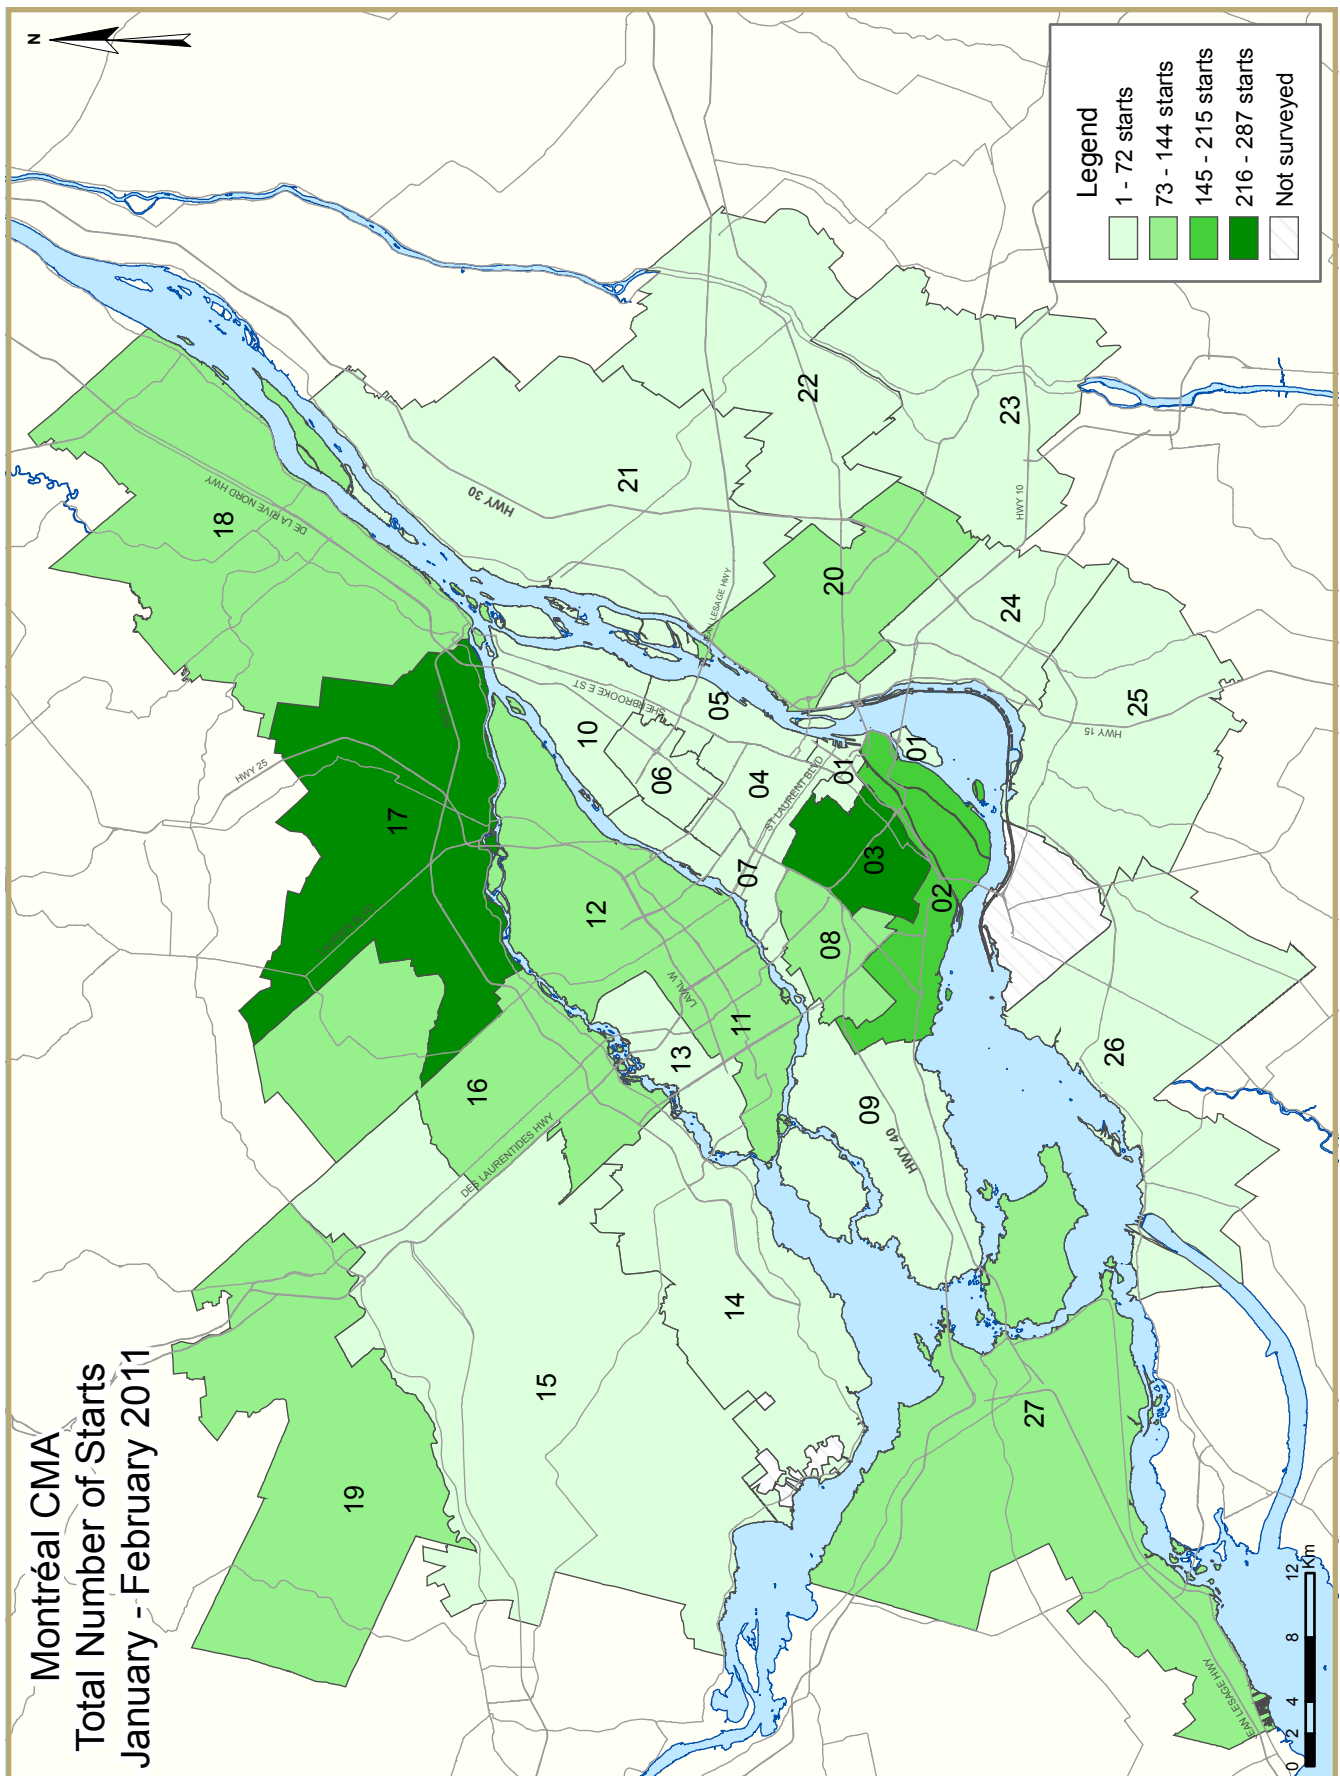 Montréal CMA
Total Number of Starts
January - February 2011
N
Legend
1 - 72 starts
73 - 144 starts
145 - 215 starts
216 - 287 starts
Not surveyed
19
15
14
27
16
17
18
13
12
11
09
08
07
10
06
05
04
03
02
01
01
20
21
22
23
24
25
26
DES LAURENTIDES HWY
HWY 25
DE LA RIVE NORD HWY
LAVAL W
HWY 40
ST LAURENT BLVD
SHERBROOKE E ST
LESAGE HWY
HWY 30
HWY 10
HWY 15
EAN LESAGE HWY
0 2 4 8 12
Km